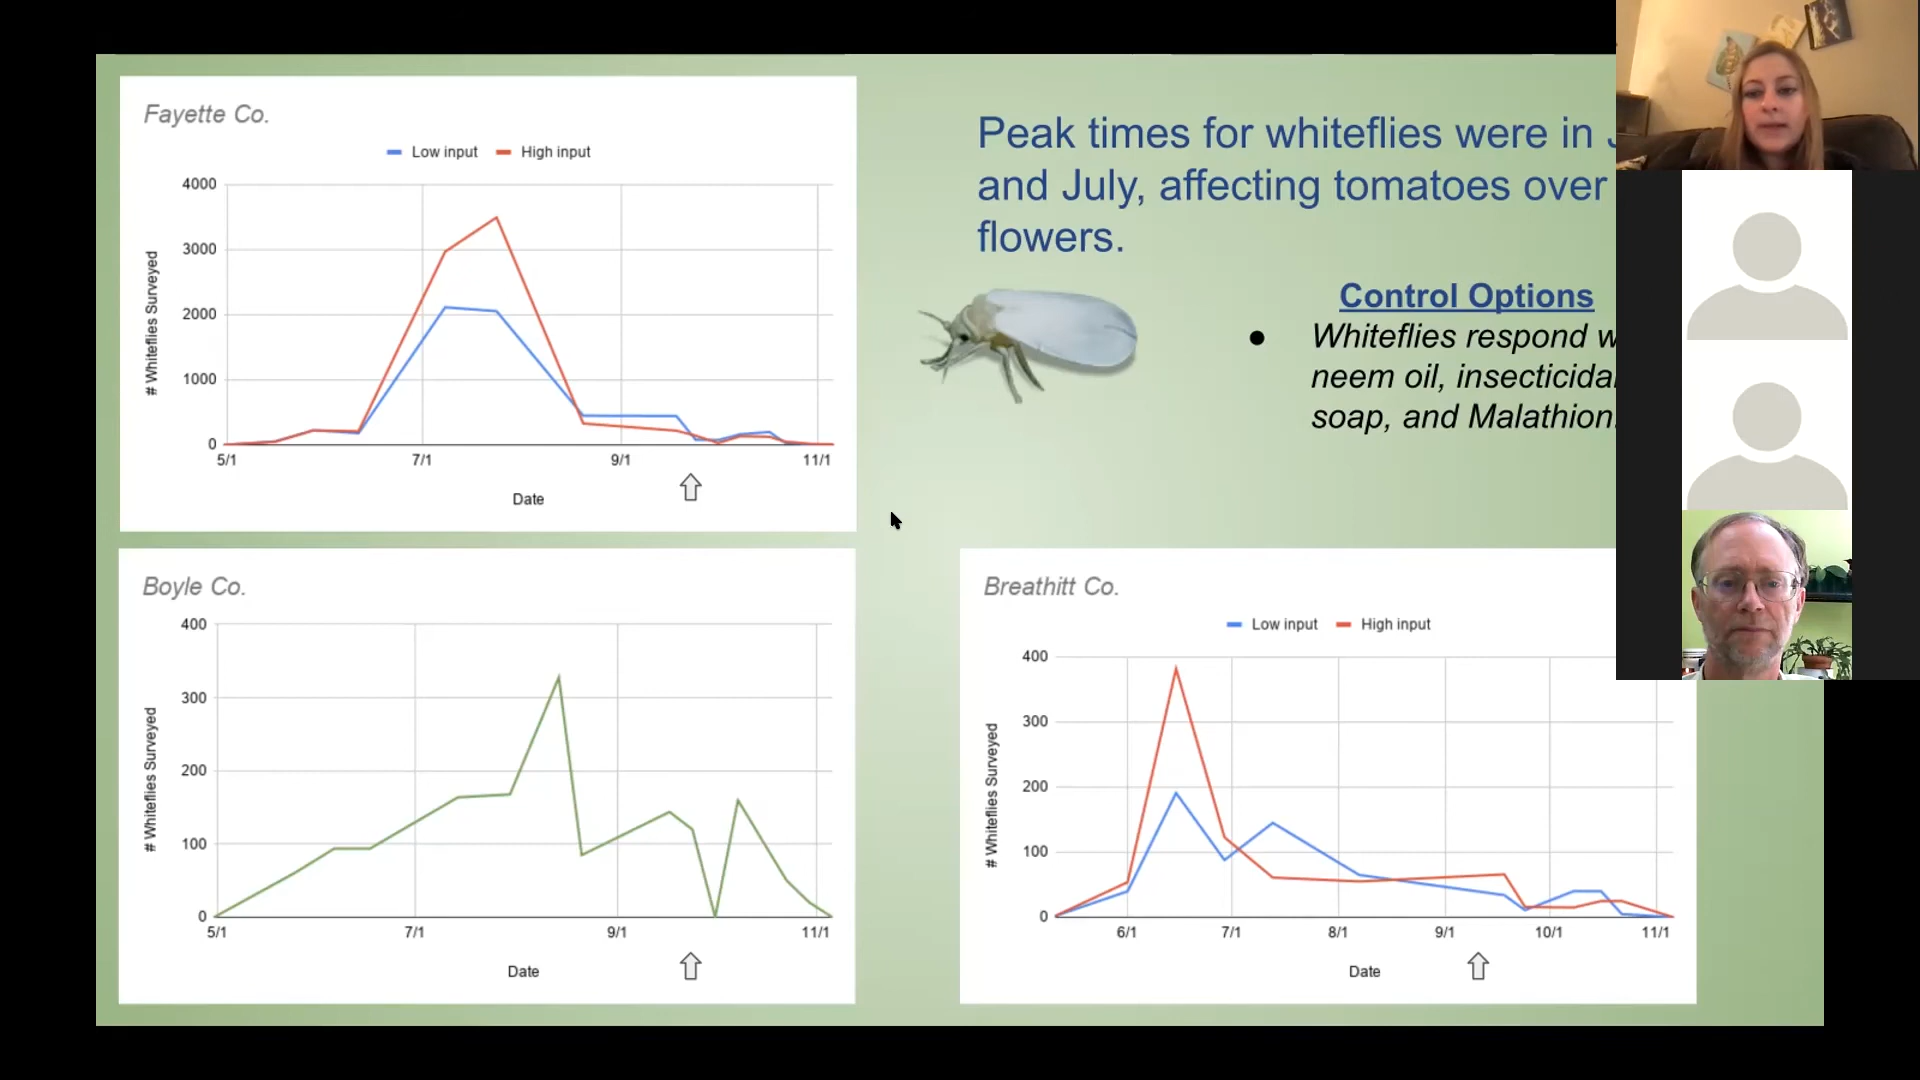 Fayette Co.
Low input High input
4000
3000
2000
1000
0
# Whiteflies Surveyed
5/1 7/1 9/1 11/1
Date
Peak times for whiteflies were in
and July, affecting tomatoes over
flowers.
Control Options
● Whiteflies respond
neem oil, insecticidal
soap, and Malathion.
Boyle Co.
400
300
200
100
0
# Whiteflies Surveyed
5/1 7/1 9/1 11/1
Date
Breathitt Co.
Low input High input
400
300
200
100
0
# Whiteflies Surveyed
6/1 7/1 8/1 9/1 10/1 11/1
Date